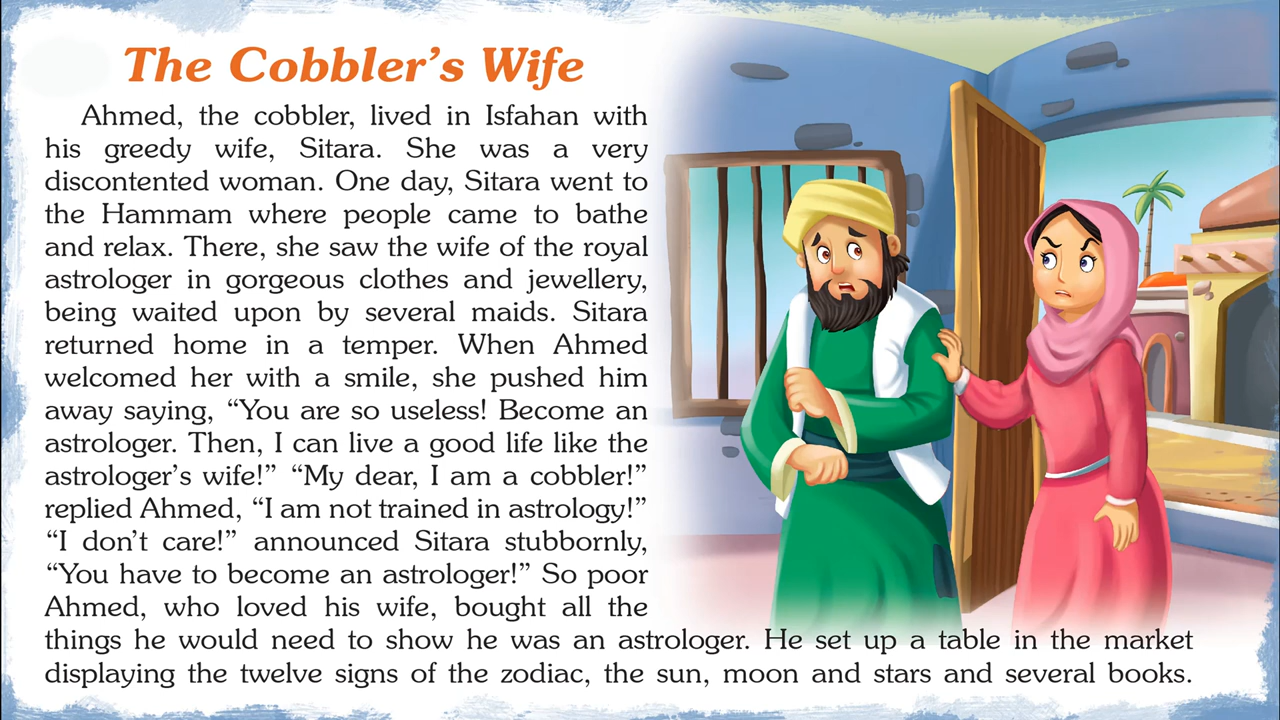 The Cobbler’s Wife
Ahmed, the cobbler, lived in Isfahan with
his greedy wife, Sitara. She was a very
discontented woman. One day, Sitara went to
the Hammam where people came to bathe
and relax. There, she saw the wife of the royal
astrologer in gorgeous clothes and jewellery,
being waited upon by several maids. Sitara
returned home in a temper. When Ahmed
welcomed her with a smile, she pushed him
away saying, “You are so useless! Become an
astrologer. Then, I can live a good life like the
astrologer’s wife!” “My dear, I am a cobbler!”
replied Ahmed, “I am not trained in astrology!”
“I don’t care!” announced Sitara stubbornly,
“You have to become an astrologer!” So poor
Ahmed, who loved his wife, bought all the
things he would need to show he was an astrologer. He set up a table in the market
displaying the twelve signs of the zodiac, the sun, moon and stars and several books.